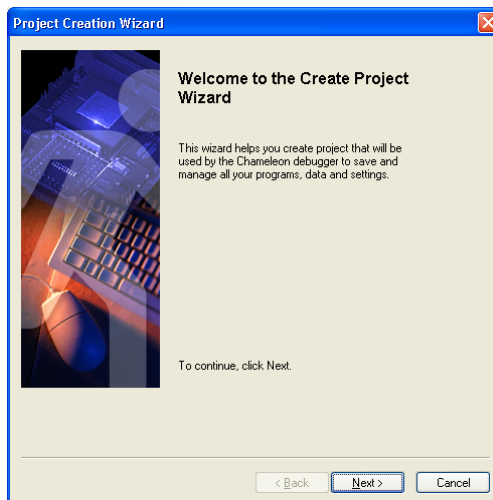 Project Creation Wizard
Welcome to the Create Project
Wizard
This wizard helps you create project that will be
used by the Chameleon debugger to save and
manage all your programs, data and settings.
To continue, click Next.
< Back
Next >
Cancel